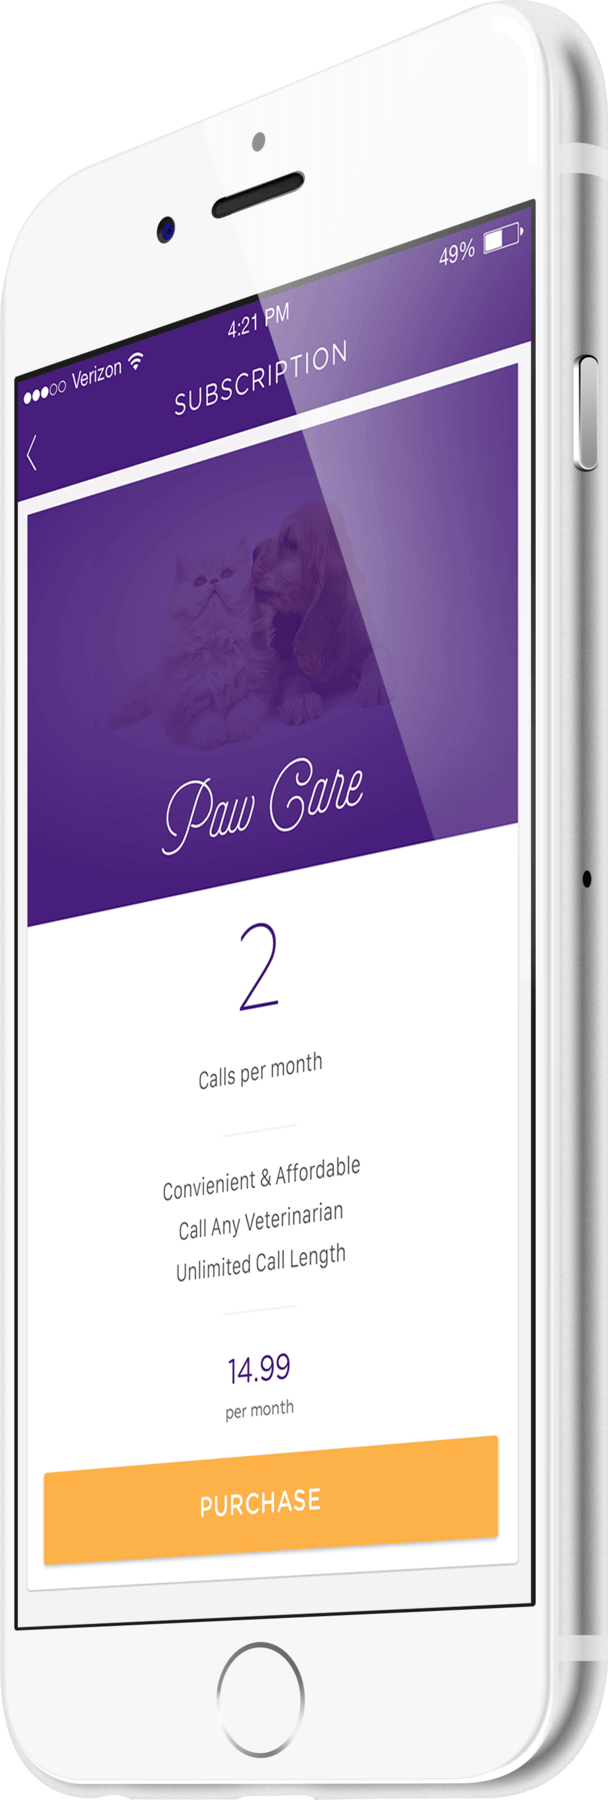 Verizon 4:21 PM 49%
SUBSCRIPTION
Paw Care
2
Calls per month
Convienient & Affordable
Call Any Veterinarian
Unlimited Call Length
14.99
per month
PURCHASE